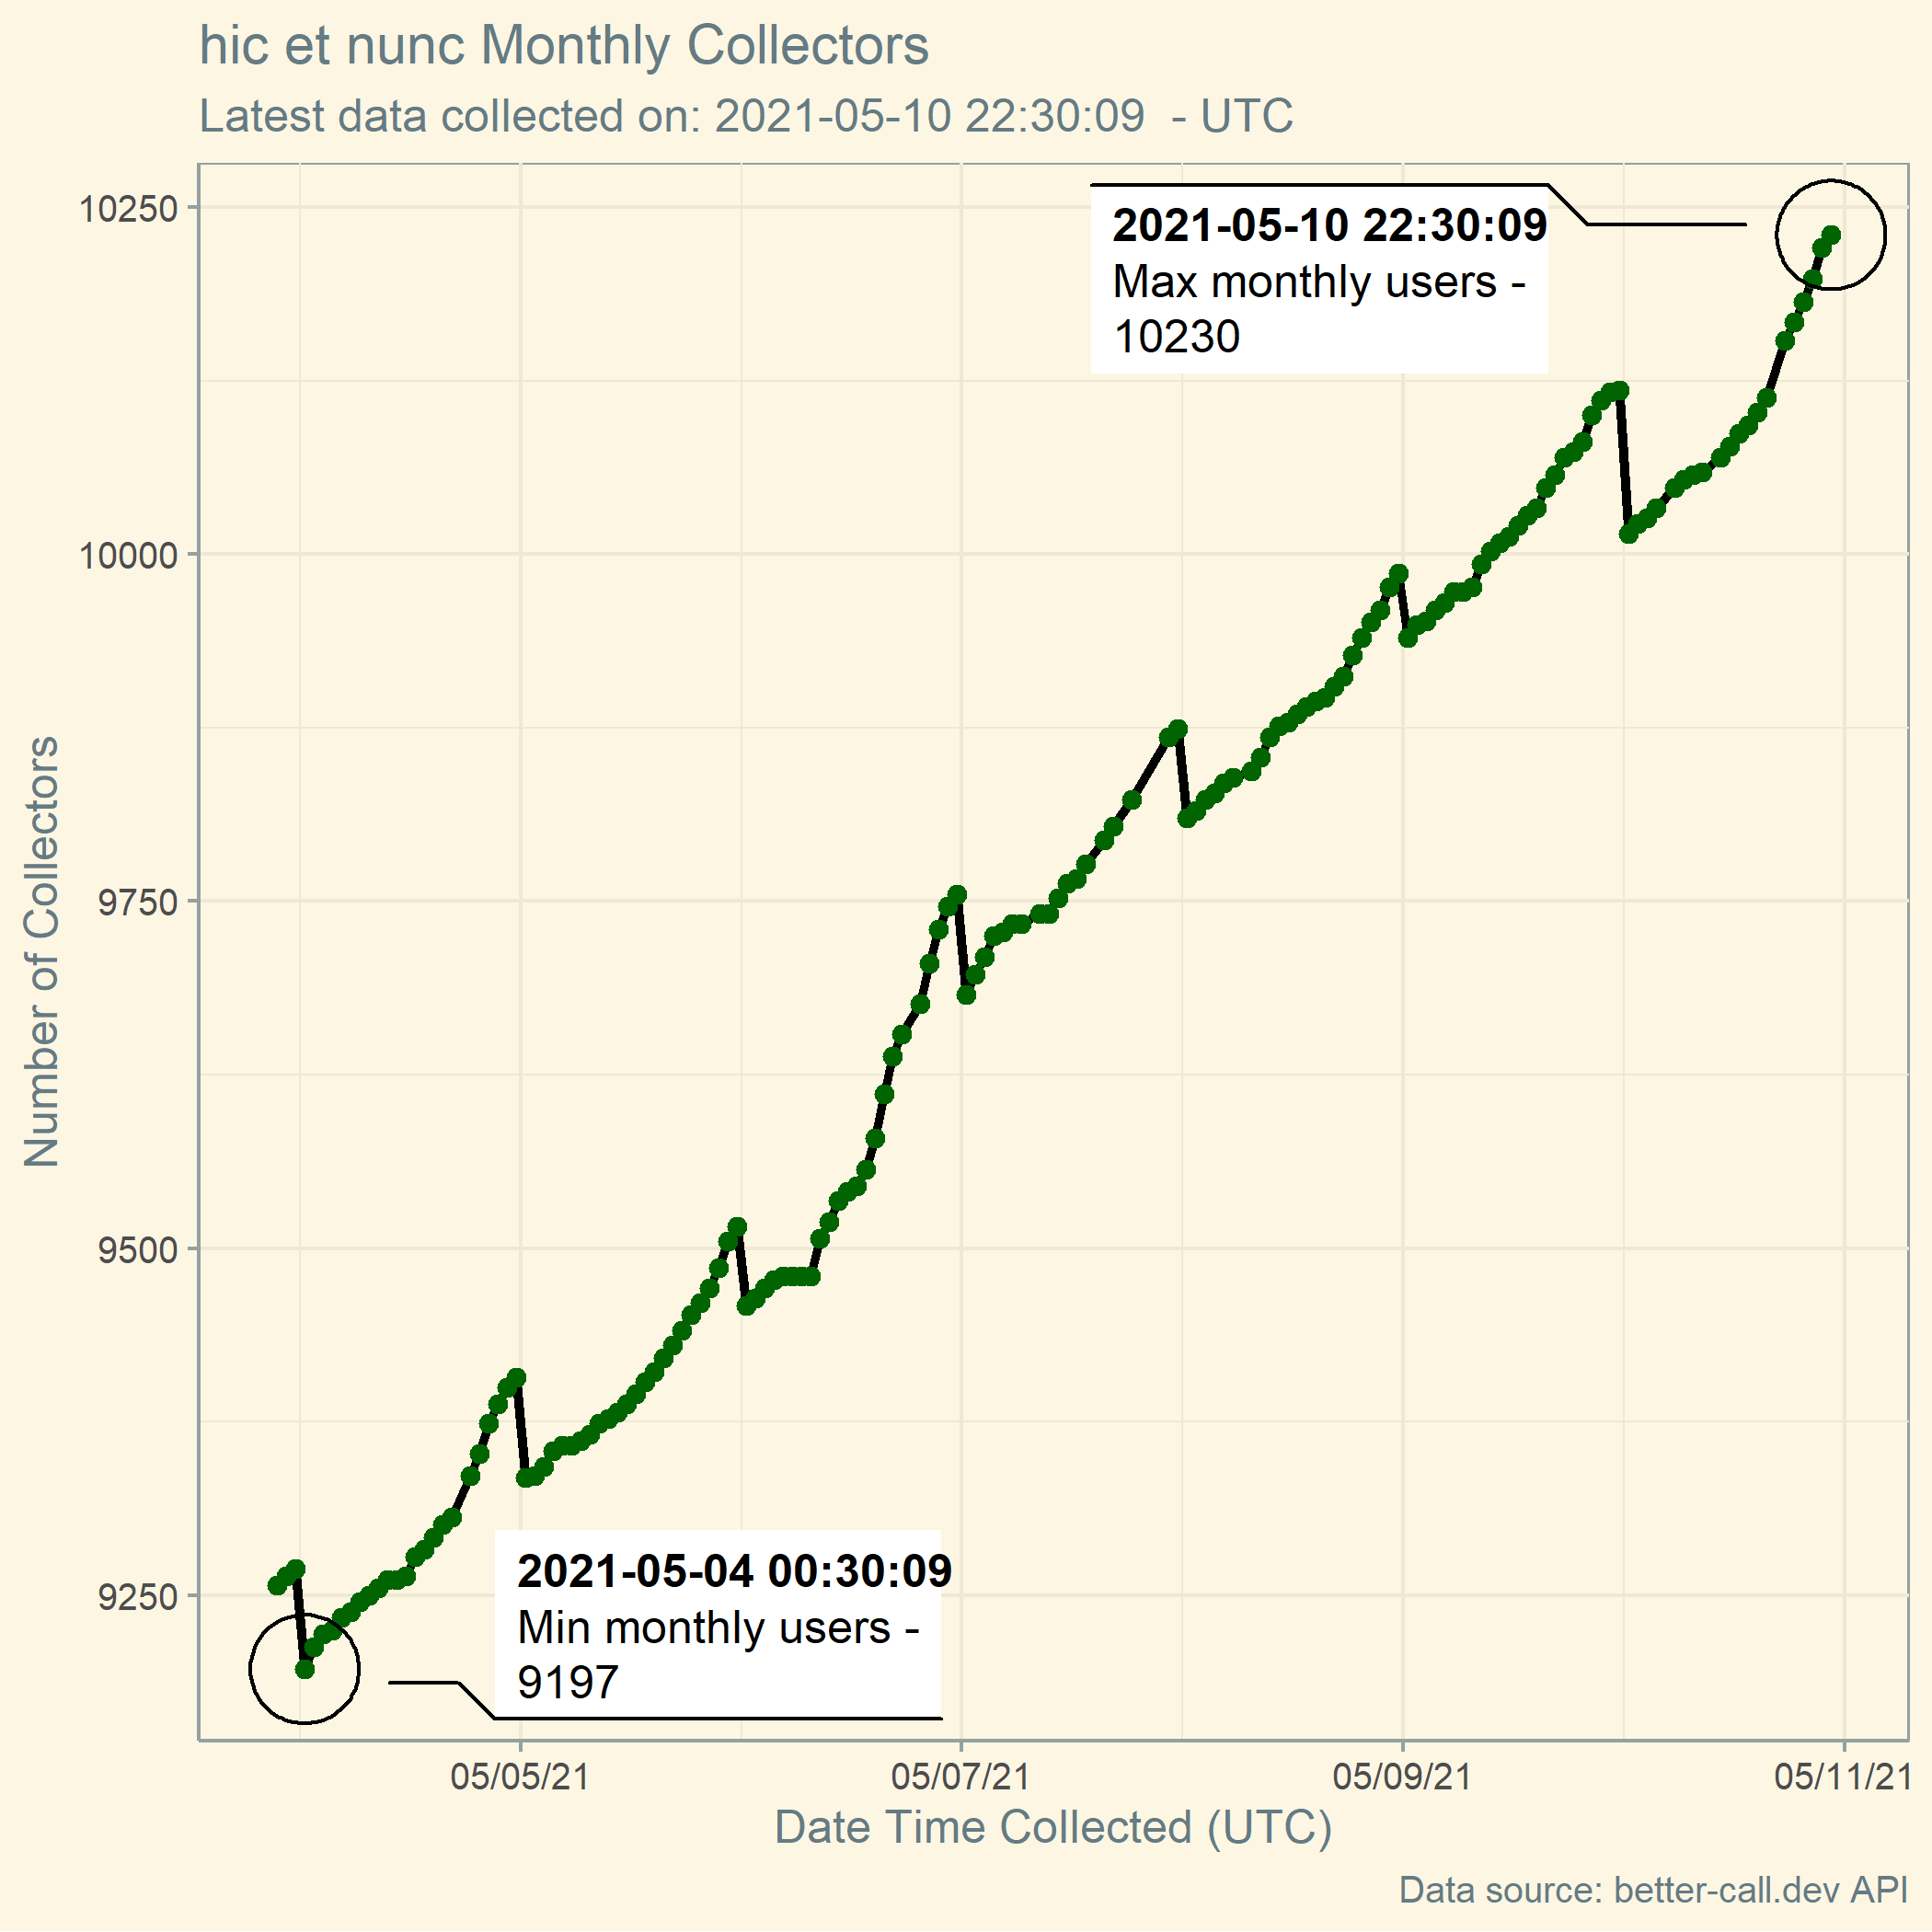 hic et nunc Monthly Collectors
Latest data collected on: 2021-05-10 22:30:09  - UTC
10250
10000
9750
9500
9250
Number of Collectors
2021-05-10 22:30:09
Max monthly users -
10230
2021-05-04 00:30:09
Min monthly users -
9197
05/05/21
05/07/21
05/09/21
05/11/21
Date Time Collected (UTC)
Data source: better-call.dev API